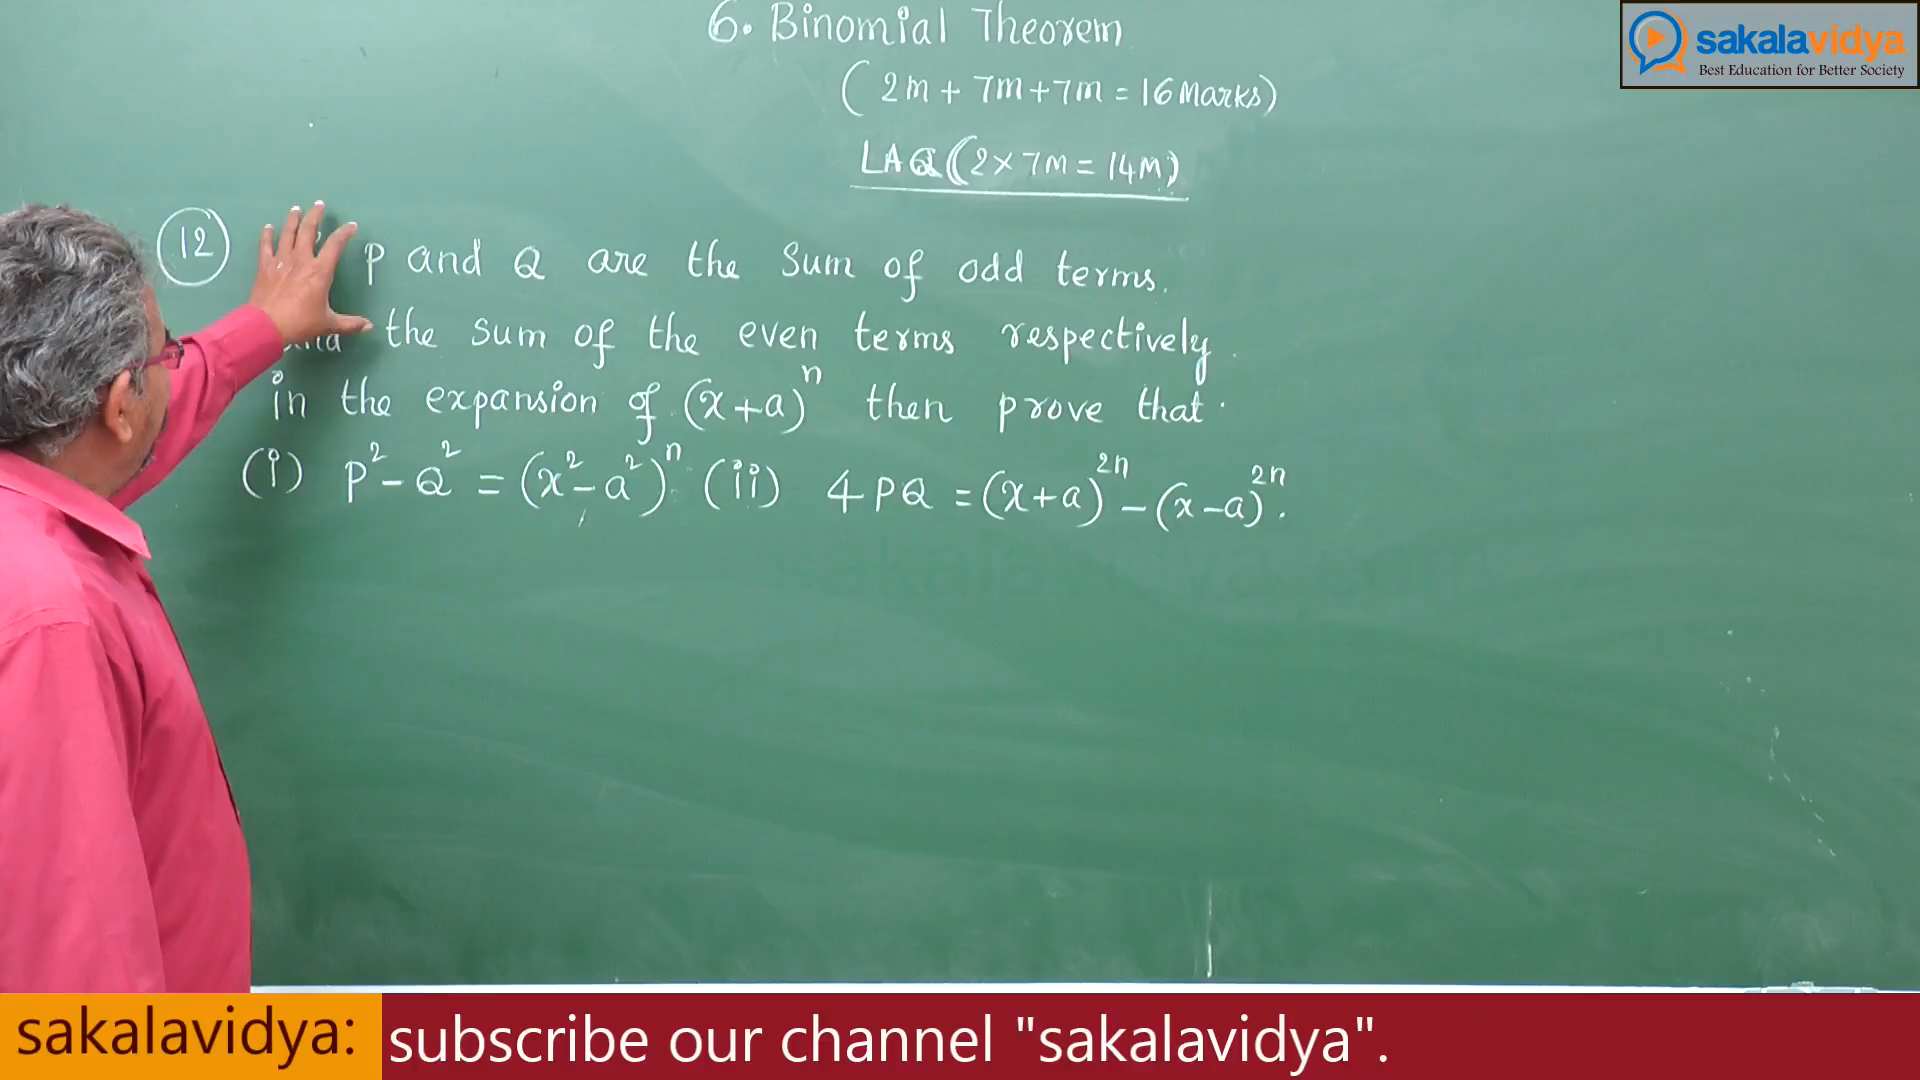 6. Binomial Theorem
(2m + 7m + 7m = 16 Marks)
LAQ (2 × 7m = 14m)
sakalavidya
Best Education for Better Society
12
P and Q are the sum of odd terms.
the sum of the even terms respectively.
in the expansion of (x+a)^n then prove that.
(i) P² - Q² = (x² - a²)^n (ii) 4PQ = (x+a)^2n - (x-a)^2n.
sakalavidya.com
sakalavidya: subscribe our channel "sakalavidya".